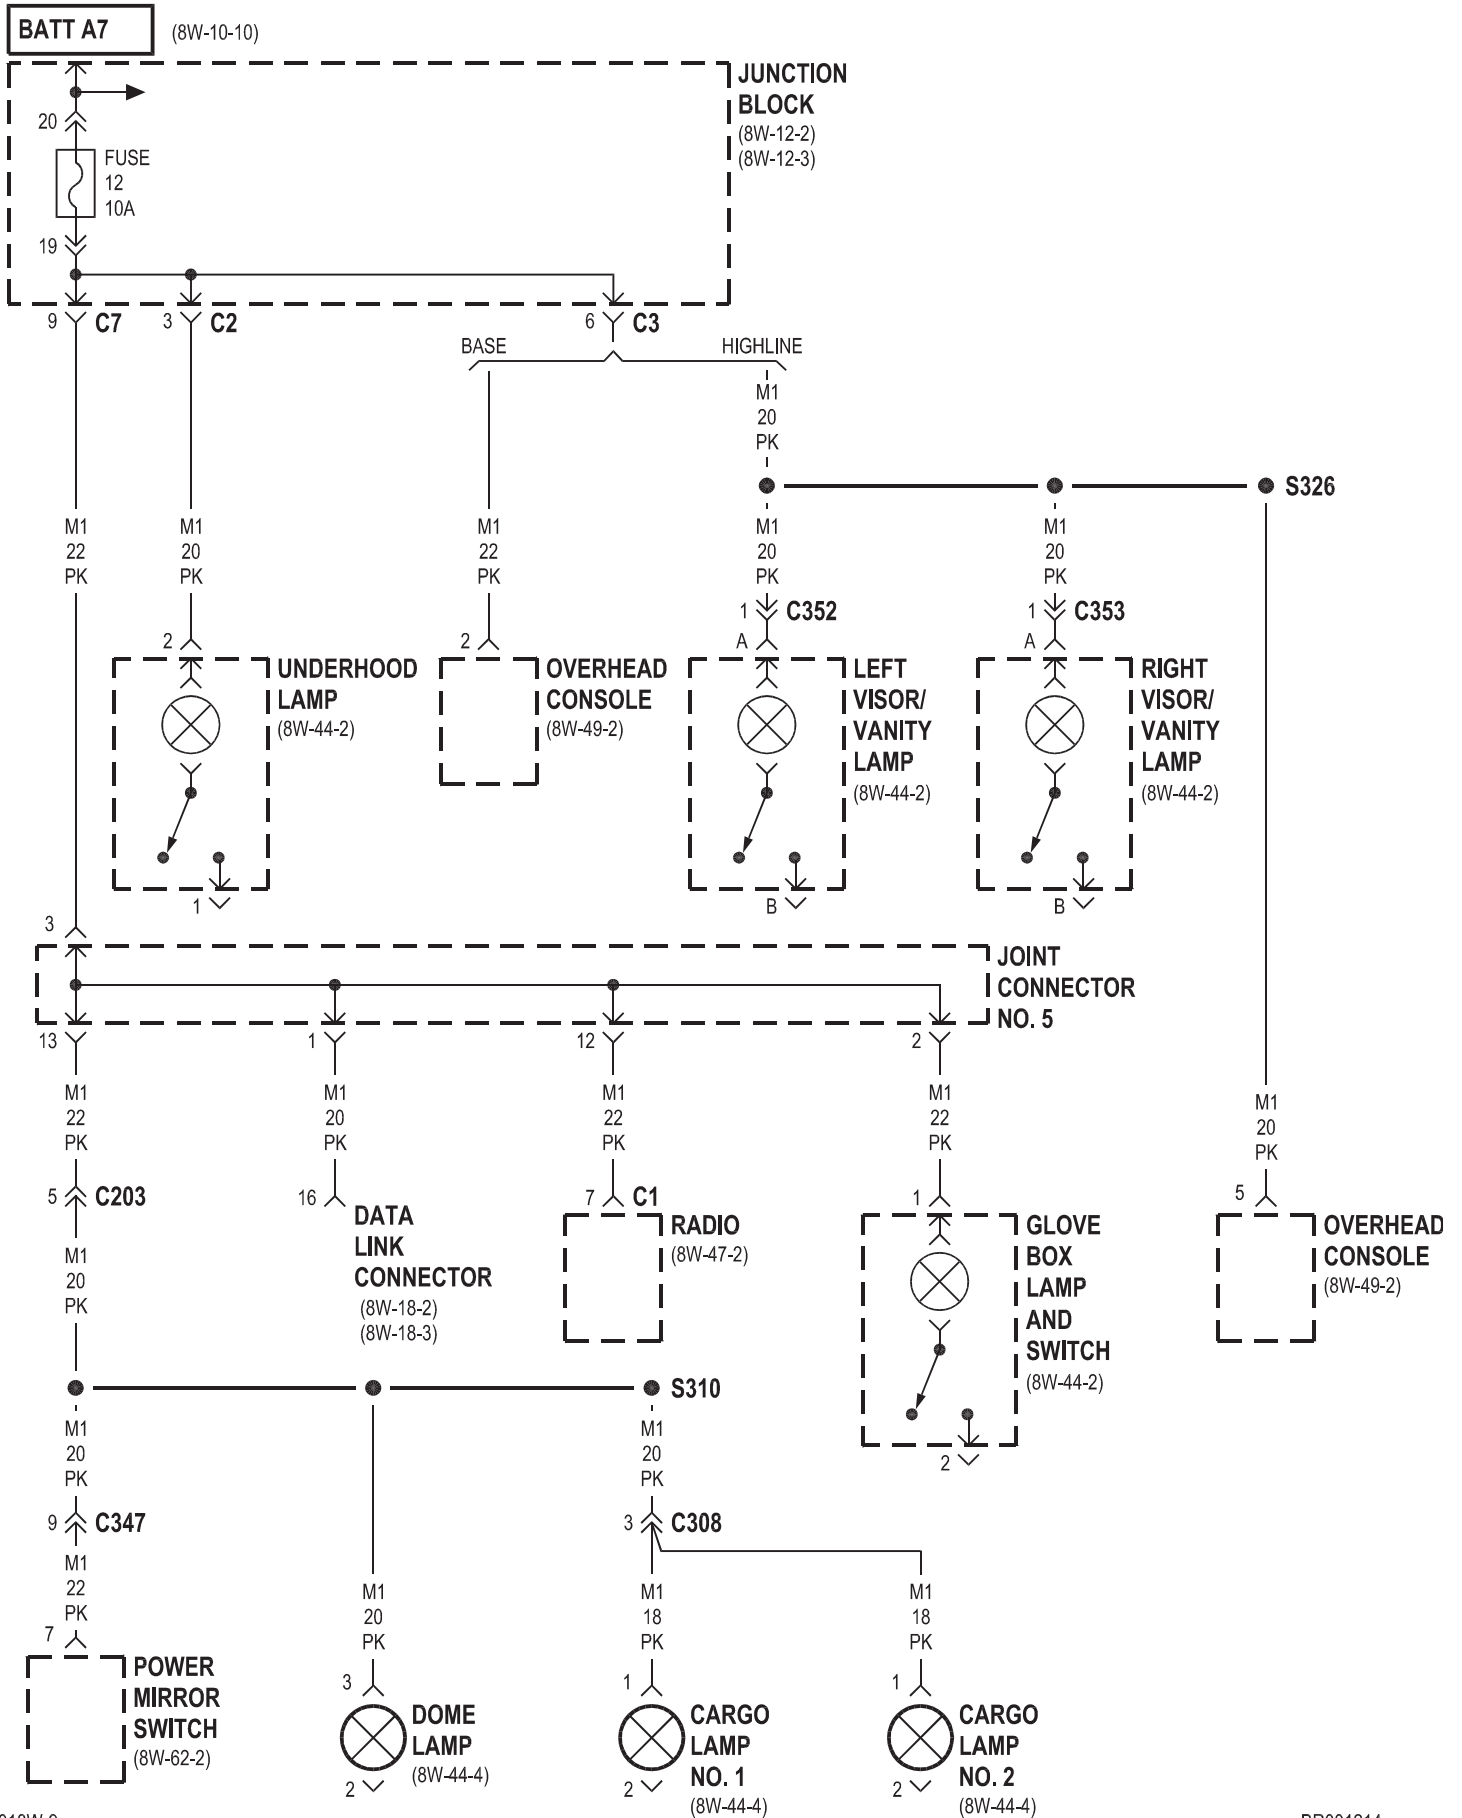 BATT A7
(8W-10-10)
JUNCTION
BLOCK
(8W-12-2)
(8W-12-3)
20
FUSE
12
10A
19
9
C7
3
C2
6
C3
BASE
HIGHLINE
M1
20
PK
S326
M1
22
PK
M1
20
PK
M1
22
PK
M1
20
PK
M1
20
PK
1
C352
1
C353
2
2
A
A
UNDERHOOD
LAMP
(8W-44-2)
OVERHEAD
CONSOLE
(8W-49-2)
LEFT
VISOR/
VANITY
LAMP
(8W-44-2)
RIGHT
VISOR/
VANITY
LAMP
(8W-44-2)
1
B
B
3
JOINT
CONNECTOR
NO. 5
13
1
12
2
M1
22
PK
M1
20
PK
M1
22
PK
M1
22
PK
M1
20
PK
5
C203
16
7
C1
1
5
DATA
LINK
CONNECTOR
(8W-18-2)
(8W-18-3)
RADIO
(8W-47-2)
GLOVE
BOX
LAMP
AND
SWITCH
(8W-44-2)
OVERHEAD
CONSOLE
(8W-49-2)
M1
20
PK
S310
2
M1
20
PK
M1
20
PK
9
C347
3
C308
M1
22
PK
M1
20
PK
M1
18
PK
M1
18
PK
7
3
1
1
POWER
MIRROR
SWITCH
(8W-62-2)
DOME
LAMP
(8W-44-4)
CARGO
LAMP
NO. 1
(8W-44-4)
CARGO
LAMP
NO. 2
(8W-44-4)
2
2
2